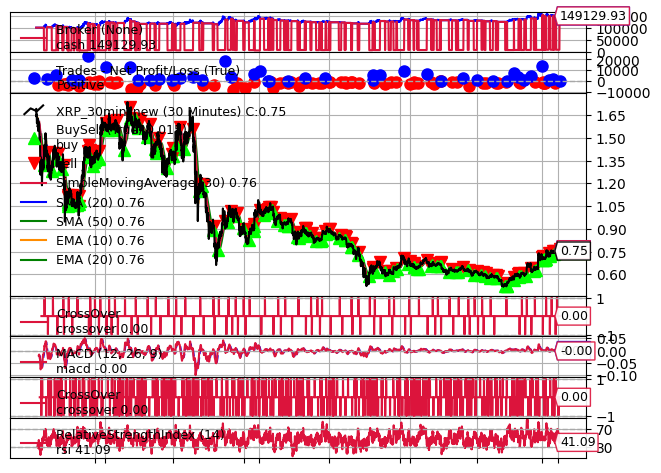 Broker (None)
cash 149129.93
149129.93
100000
50000
0
Trades - Net Profit/Loss (True)
Positive
20000
10000
0
−10000
XRP_30min_new (30 Minutes) C:0.75
buy
SimpleMovingAverage (30) 0.76
SMA (20) 0.76
SMA (50) 0.76
EMA (10) 0.76
EMA (20) 0.76
1.65
1.50
1.35
1.20
1.05
0.90
0.75
0.75
0.60
CrossOver
crossover 0.00
1
0.00
MACD (12, 26, 9)
macd -0.00
0.05
0.00
-0.00
−0.05
−0.10
CrossOver
crossover 0.00
1
0.00
−1
RelativeStrengthIndex (14)
rsi 41.09
70
41.09
30